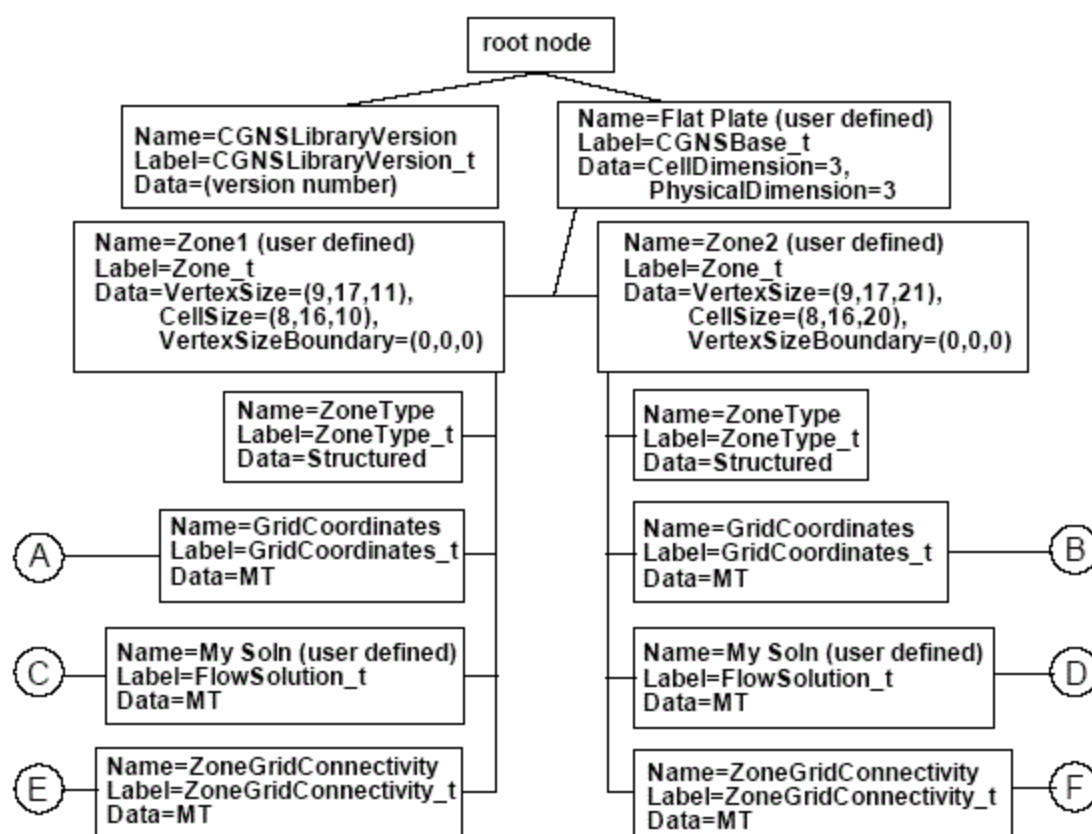 root node
Name=CGNSLibraryVersion
Label=CGNSLibraryVersion_t
Data=(version number)
Name=Flat Plate (user defined)
Label=CGNSBase_t
Data=CellDimension=3,
PhysicalDimension=3
Name=Zone1 (user defined)
Label=Zone_t
Data=VertexSize=(9,17,11),
CellSize=(8,16,10),
VertexSizeBoundary=(0,0,0)
Name=Zone2 (user defined)
Label=Zone_t
Data=VertexSize=(9,17,21),
CellSize=(8,16,20),
VertexSizeBoundary=(0,0,0)
Name=ZoneType
Label=ZoneType_t
Data=Structured
Name=ZoneType
Label=ZoneType_t
Data=Structured
A
Name=GridCoordinates
Label=GridCoordinates_t
Data=MT
Name=GridCoordinates
Label=GridCoordinates_t
Data=MT
B
C
Name=My Soln (user defined)
Label=FlowSolution_t
Data=MT
Name=My Soln (user defined)
Label=FlowSolution_t
Data=MT
D
E
Name=ZoneGridConnectivity
Label=ZoneGridConnectivity_t
Data=MT
Name=ZoneGridConnectivity
Label=ZoneGridConnectivity_t
Data=MT
F